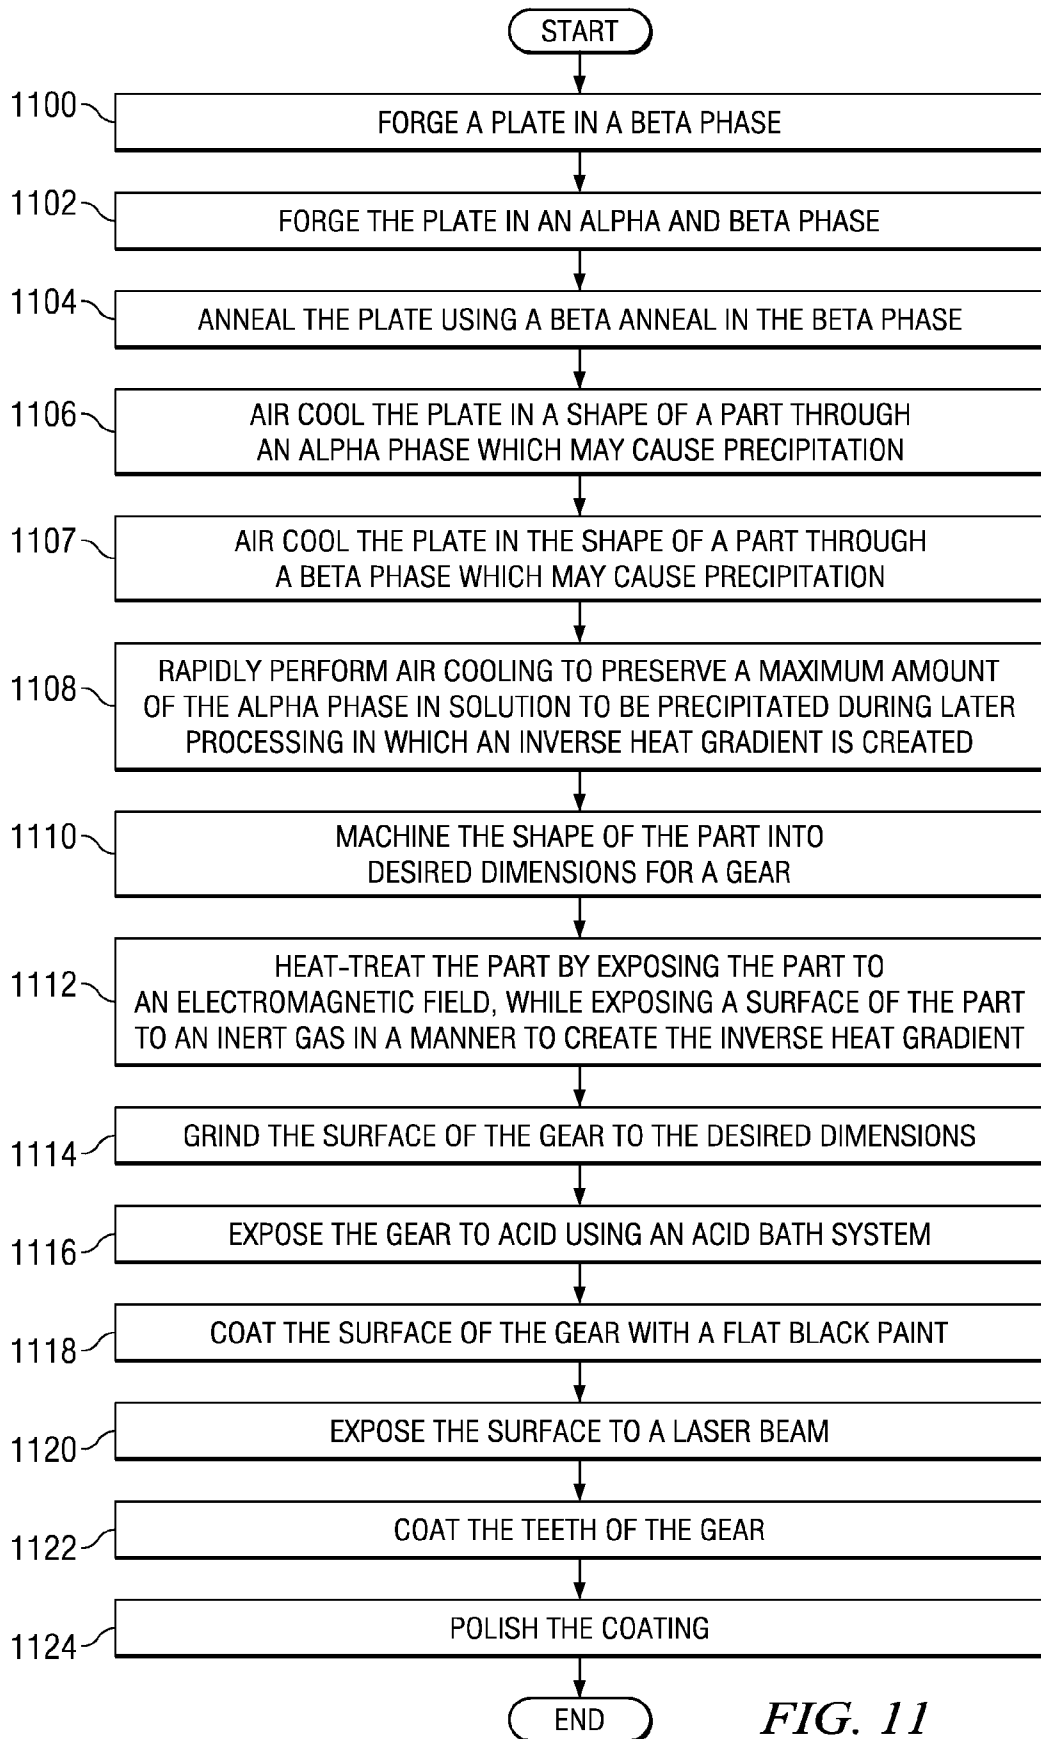 START
1100
FORGE A PLATE IN A BETA PHASE
1102
FORGE THE PLATE IN AN ALPHA AND BETA PHASE
1104
ANNEAL THE PLATE USING A BETA ANNEAL IN THE BETA PHASE
1106
AIR COOL THE PLATE IN A SHAPE OF A PART THROUGH
AN ALPHA PHASE WHICH MAY CAUSE PRECIPITATION
1107
AIR COOL THE PLATE IN THE SHAPE OF A PART THROUGH
A BETA PHASE WHICH MAY CAUSE PRECIPITATION
1108
RAPIDLY PERFORM AIR COOLING TO PRESERVE A MAXIMUM AMOUNT
OF THE ALPHA PHASE IN SOLUTION TO BE PRECIPITATED DURING LATER
PROCESSING IN WHICH AN INVERSE HEAT GRADIENT IS CREATED
1110
MACHINE THE SHAPE OF THE PART INTO
DESIRED DIMENSIONS FOR A GEAR
1112
HEAT-TREAT THE PART BY EXPOSING THE PART TO
AN ELECTROMAGNETIC FIELD, WHILE EXPOSING A SURFACE OF THE PART
TO AN INERT GAS IN A MANNER TO CREATE THE INVERSE HEAT GRADIENT
1114
GRIND THE SURFACE OF THE GEAR TO THE DESIRED DIMENSIONS
1116
EXPOSE THE GEAR TO ACID USING AN ACID BATH SYSTEM
1118
COAT THE SURFACE OF THE GEAR WITH A FLAT BLACK PAINT
1120
EXPOSE THE SURFACE TO A LASER BEAM
1122
COAT THE TEETH OF THE GEAR
1124
POLISH THE COATING
END
FIG. 11